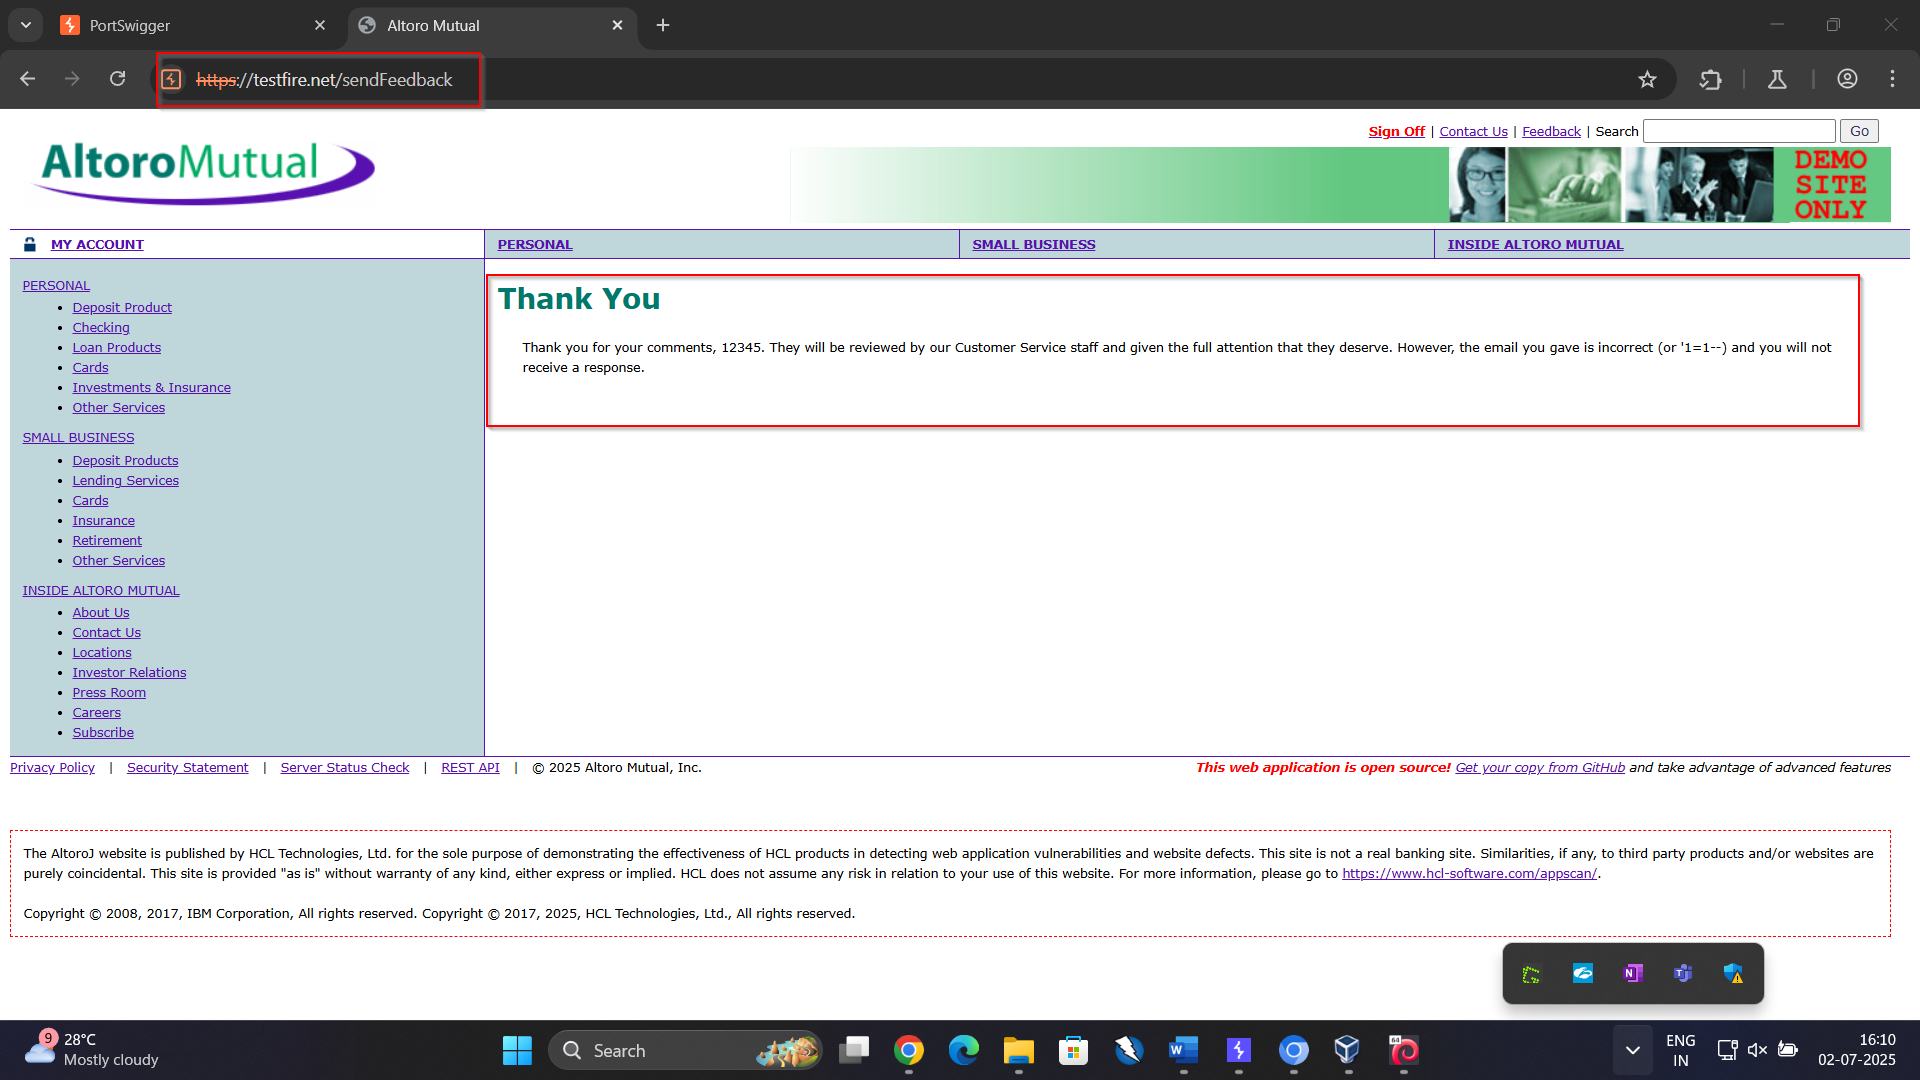 PortSwigger
Altoro Mutual
https://testfire.net/sendFeedback
Sign Off | Contact Us | Feedback | Search
Go
AltoroMutual
DEMO
SITE
ONLY
MY ACCOUNT
PERSONAL
SMALL BUSINESS
INSIDE ALTORO MUTUAL
PERSONAL
Deposit Product
Checking
Loan Products
Cards
Investments & Insurance
Other Services
SMALL BUSINESS
Deposit Products
Lending Services
Cards
Insurance
Retirement
Other Services
INSIDE ALTORO MUTUAL
About Us
Contact Us
Locations
Investor Relations
Press Room
Careers
Subscribe
Thank You
Thank you for your comments, 12345. They will be reviewed by our Customer Service staff and given the full attention that they deserve. However, the email you gave is incorrect (or '1=1--) and you will not
receive a response.
Privacy Policy | Security Statement | Server Status Check | REST API | © 2025 Altoro Mutual, Inc.
This web application is open source! Get your copy from GitHub and take advantage of advanced features
The AltoroJ website is published by HCL Technologies, Ltd. for the sole purpose of demonstrating the effectiveness of HCL products in detecting web application vulnerabilities and website defects. This site is not a real banking site. Similarities, if any, to third party products and/or websites are
purely coincidental. This site is provided "as is" without warranty of any kind, either express or implied. HCL does not assume any risk in relation to your use of this website. For more information, please go to https://www.hcl-software.com/appscan/.
Copyright © 2008, 2017, IBM Corporation, All rights reserved. Copyright © 2017, 2025, HCL Technologies, Ltd., All rights reserved.
9
28°C
Mostly cloudy
Search
W
64
ENG
IN
16:10
02-07-2025